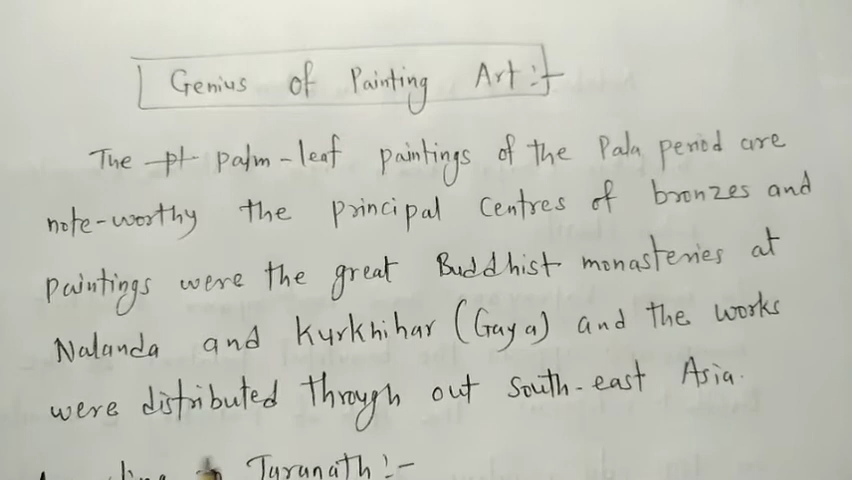 Genius of Painting Art :-
The palm-leaf paintings of the Pala period are
note-worthy the principal centres of bronzes and
paintings were the great Buddhist monasteries at
Nalanda and Kyrkhihar (Gaya) and the works
were distributed through out South-east Asia.
Taranath :-